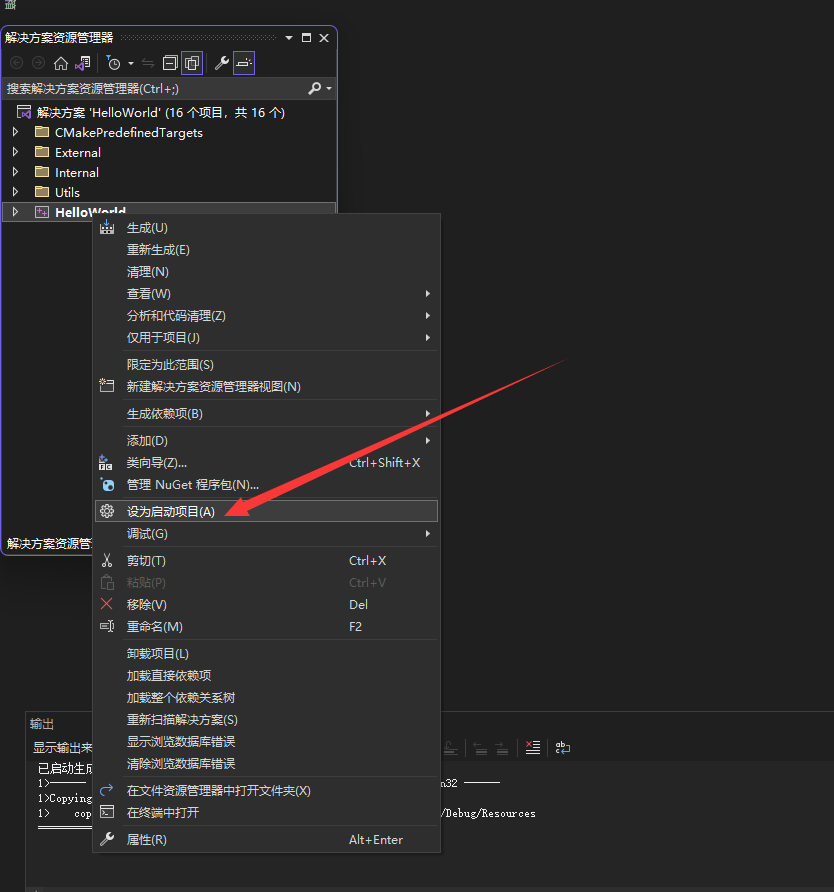 解决方案资源管理器
搜索解决方案资源管理器(Ctrl+;)
解决方案 'HelloWorld' (16 个项目，共 16 个)
CMakePredefinedTargets
External
Internal
Utils
HelloWorld
生成(U)
重新生成(E)
清理(N)
查看(W)
分析和代码清理(Z)
仅用于项目(J)
限定为此范围(S)
新建解决方案资源管理器视图(N)
生成依赖项(B)
添加(D)
类向导(Z)... Ctrl+Shift+X
管理 NuGet 程序包(N)...
设为启动项目(A)
调试(G)
解决方案资源管
剪切(T) Ctrl+X
粘贴(P) Ctrl+V
移除(V) Del
重命名(M) F2
卸载项目(L)
加载直接依赖项
加载整个依赖关系树
重新扫描解决方案(S)
显示浏览数据库错误
清除浏览数据库错误
在文件资源管理器中打开文件夹(X)
在终端中打开
属性(R) Alt+Enter
输出
显示输出来
已启动生成
1>—— n32 ——
1>Copying
1> cop /Debug/Resources